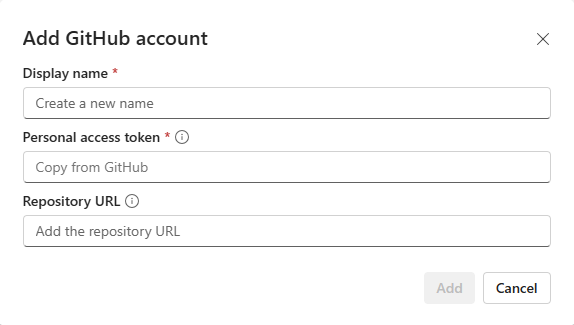 Add GitHub account
Display name *
Create a new name
Personal access token *
Copy from GitHub
Repository URL
Add the repository URL
Add Cancel